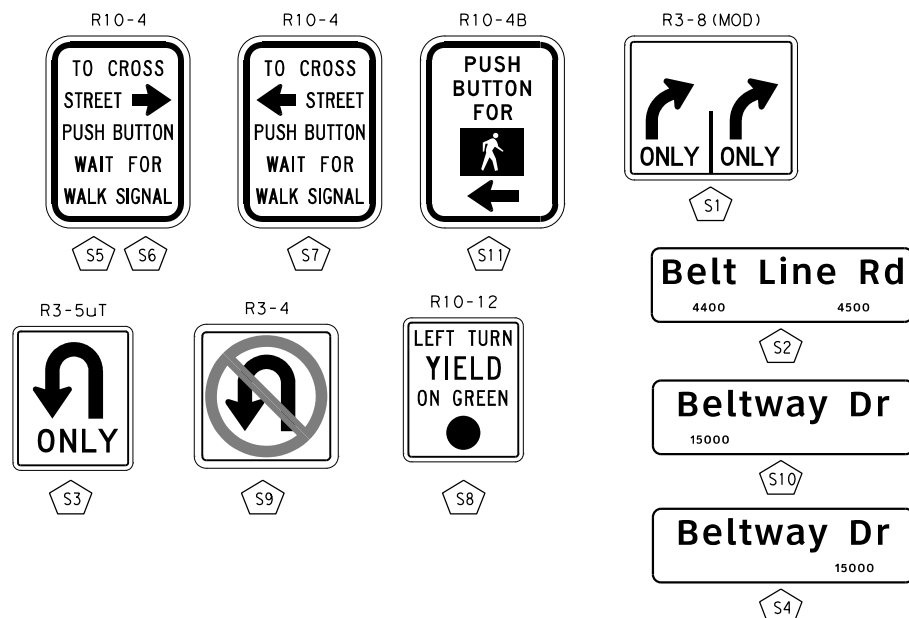 R10-4
TO CROSS
STREET
PUSH BUTTON
WAIT FOR
WALK SIGNAL
S5 S6
R10-4
TO CROSS
STREET
PUSH BUTTON
WAIT FOR
WALK SIGNAL
S7
R10-4B
PUSH
BUTTON
FOR
S11
R3-8(MOD)
ONLY ONLY
S1
R3-5uT
ONLY
S3
R3-4
S9
R10-12
LEFT TURN
YIELD
ON GREEN
S8
Belt Line Rd
4400 4500
S2
Beltway Dr
15000
S10
Beltway Dr
15000
S4